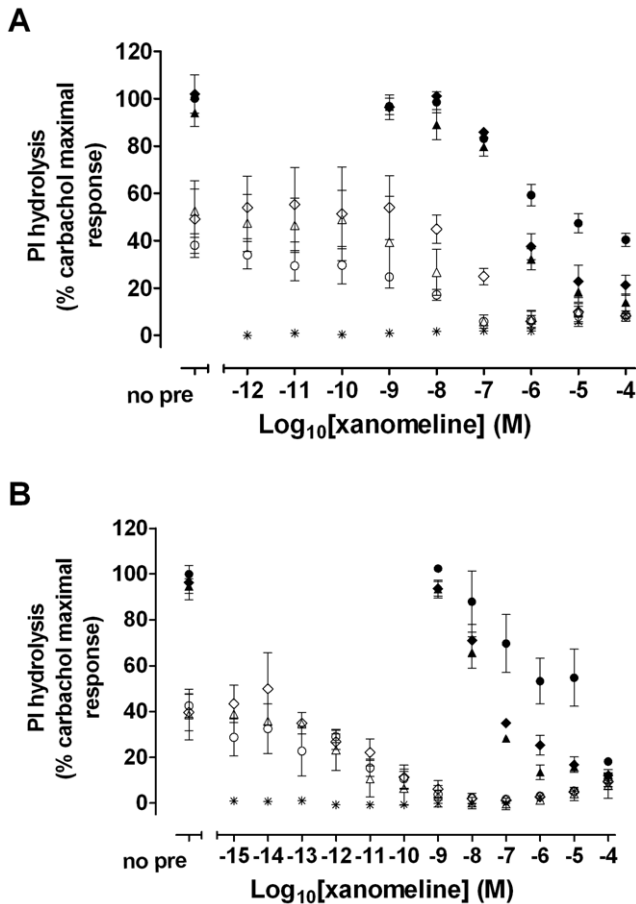 A
PI hydrolysis
(% carbachol maximal
response)
120
100
80
60
40
20
0
no pre
-12 -11 -10 -9 -8 -7 -6 -5 -4
Log10[xanomeline] (M)
B
PI hydrolysis
(% carbachol maximal
response)
120
100
80
60
40
20
0
no pre
-15 -14 -13 -12 -11 -10 -9 -8 -7 -6 -5 -4
Log10[xanomeline] (M)